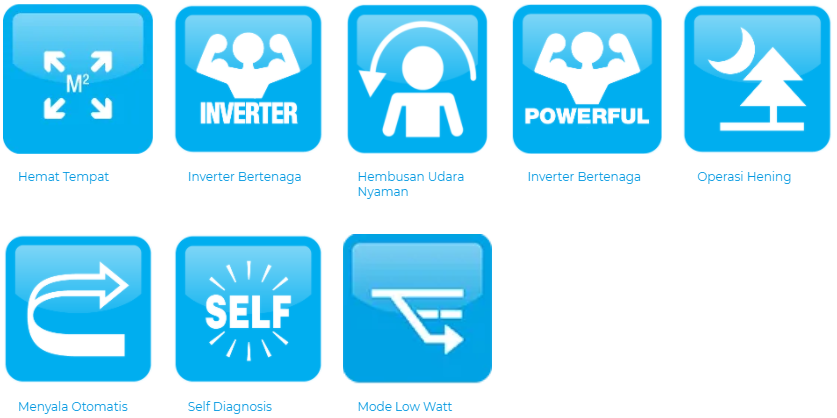 M²
INVERTER
POWERFUL
Hemat Tempat
Inverter Bertenaga
Hembusan Udara
Nyaman
Inverter Bertenaga
Operasi Hening
SELF
Menyala Otomatis
Self Diagnosis
Mode Low Watt